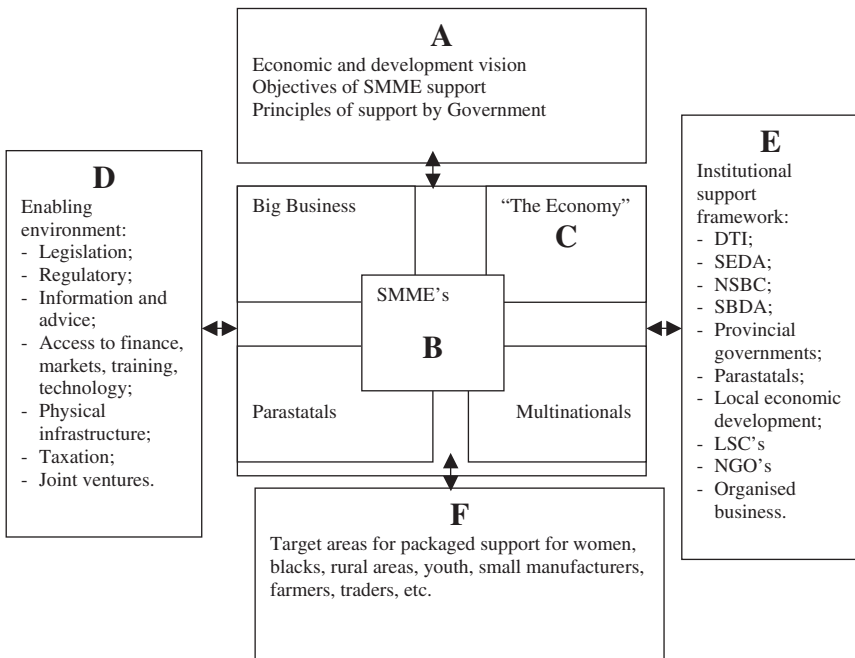 A
Economic and development vision
Objectives of SMME support
Principles of support by Government
D
Enabling
environment:
- Legislation;
- Regulatory;
- Information and
advice;
- Access to finance,
markets, training,
technology;
- Physical
infrastructure;
- Taxation;
- Joint ventures.
Big Business
“The Economy”
C
SMME’s
B
Parastatals
Multinationals
E
Institutional
support
framework:
- DTI;
- SEDA;
- NSBC;
- SBDA;
- Provincial
governments;
- Parastatals;
- Local economic
development;
- LSC’s
- NGO’s
- Organised
business.
F
Target areas for packaged support for women,
blacks, rural areas, youth, small manufacturers,
farmers, traders, etc.